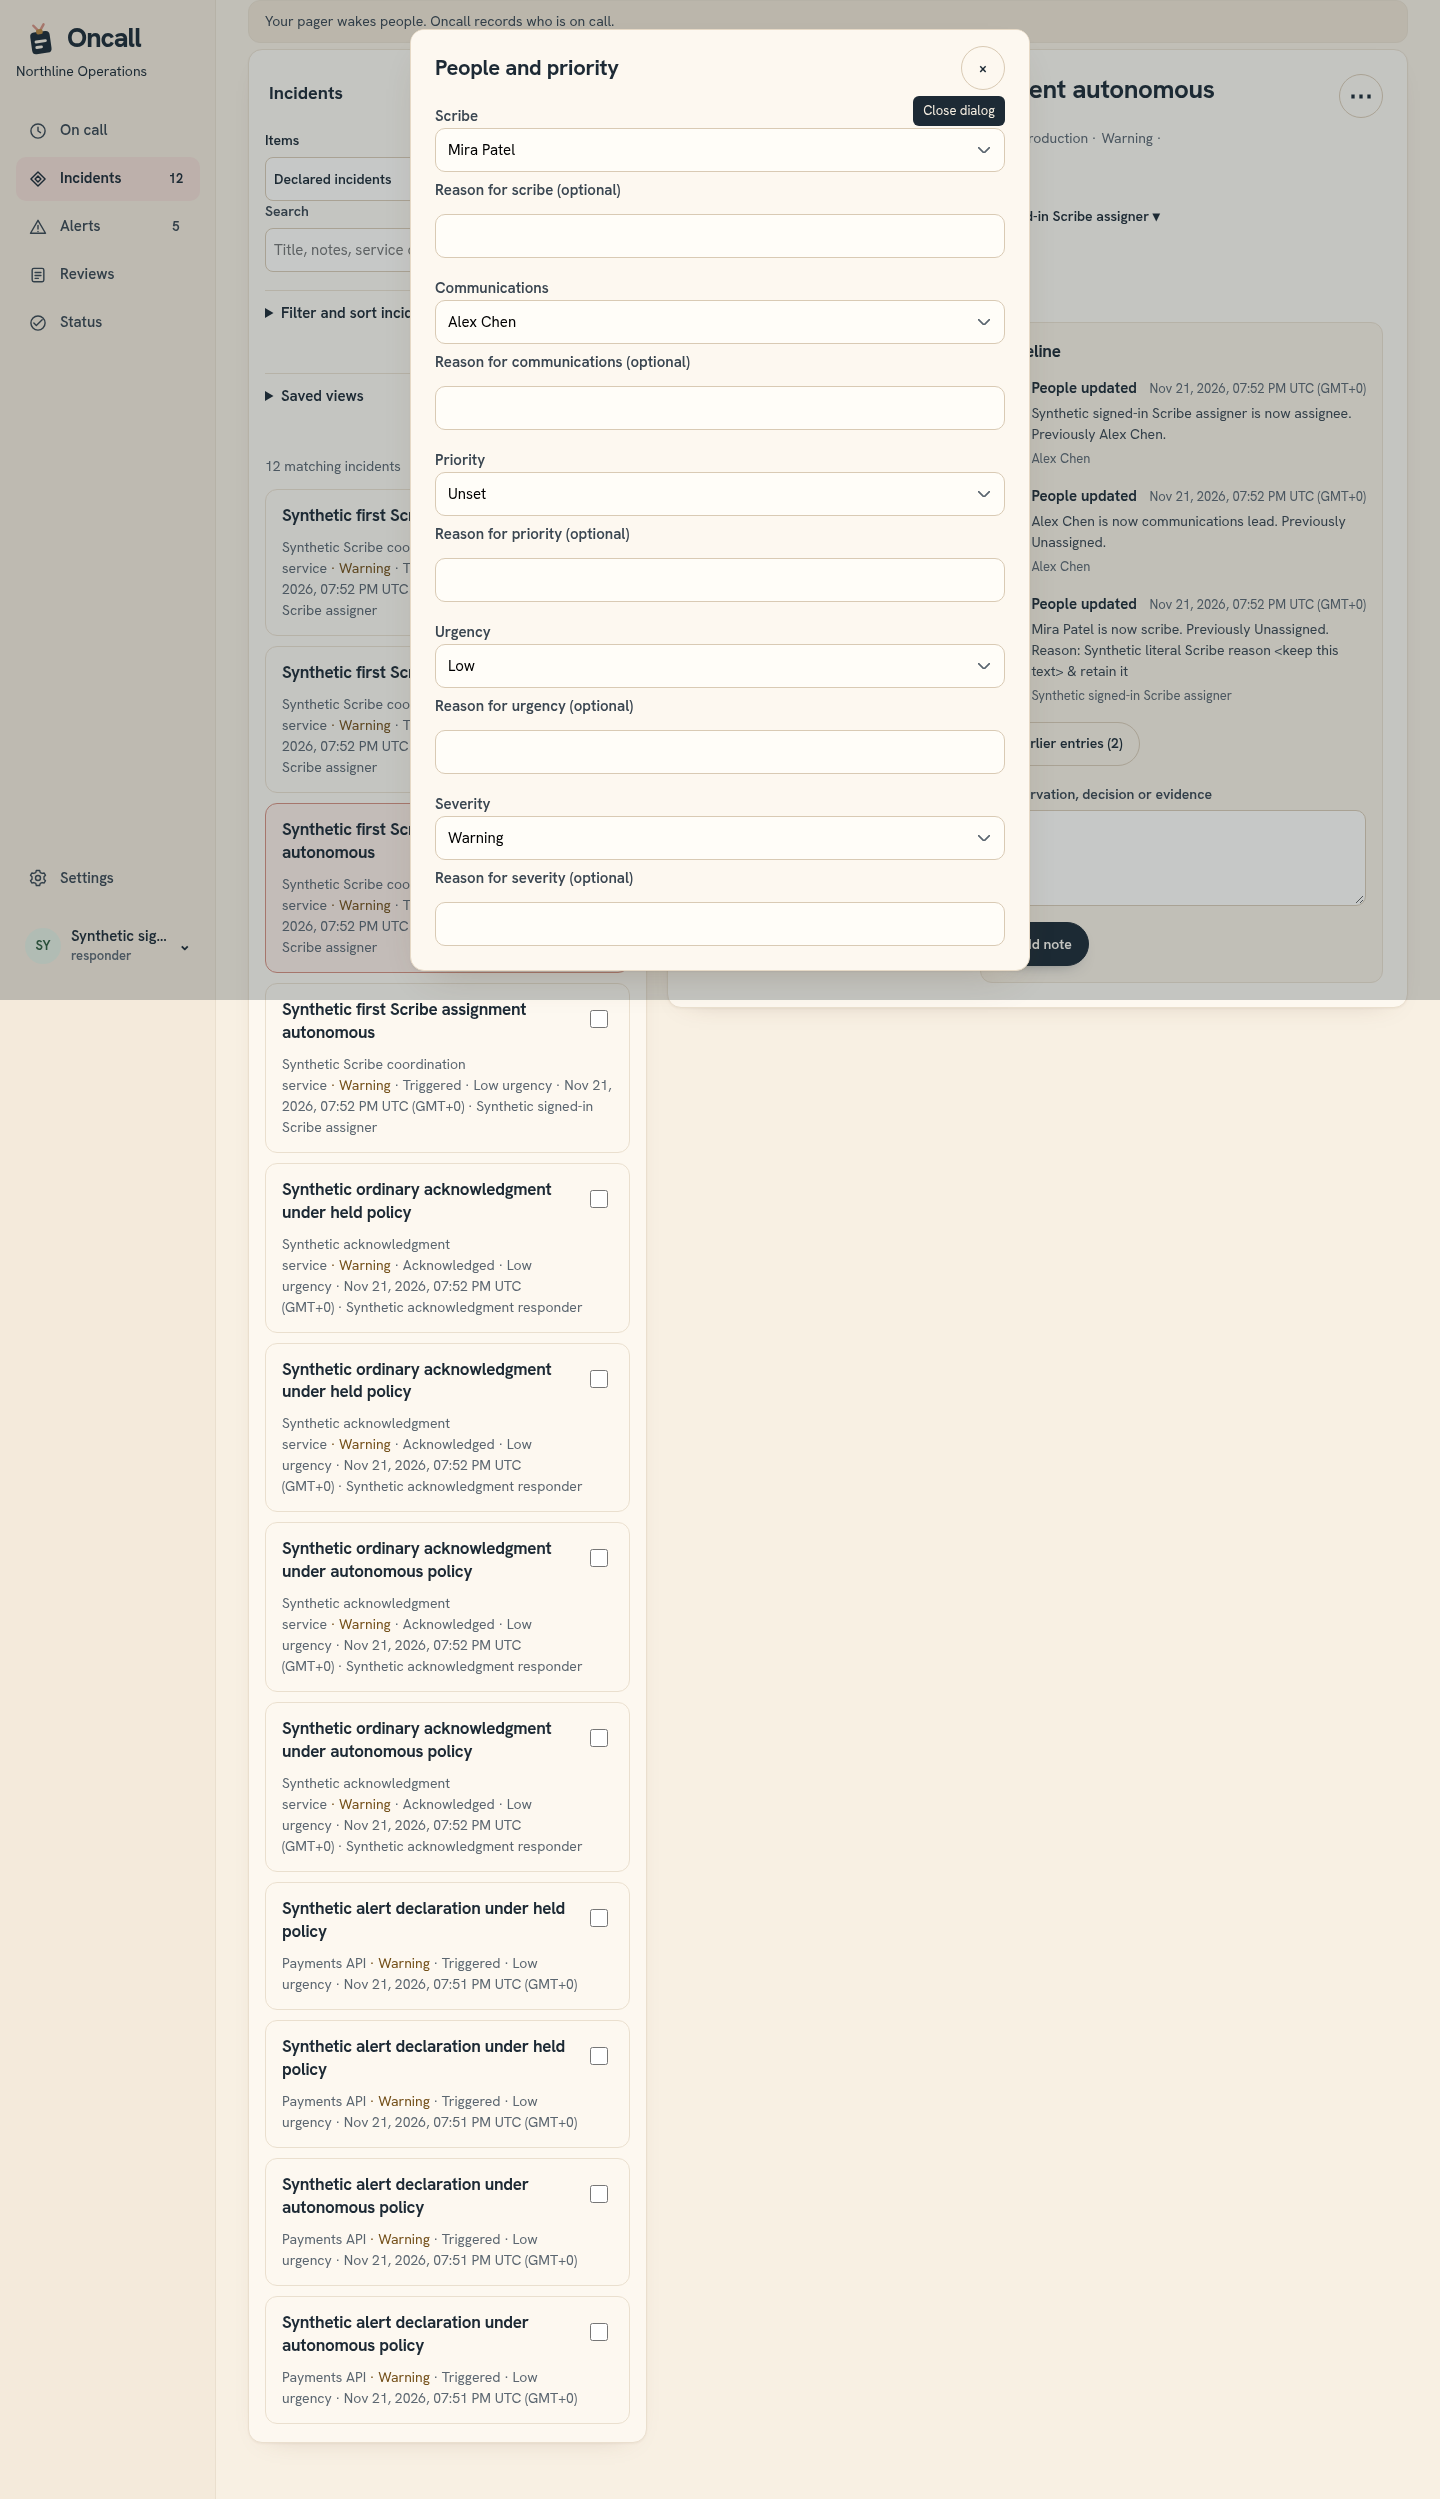 Oncall
Northline Operations
On call
Incidents 12
Alerts 5
Reviews
Status
Settings
SY
Synthetic sig...
responder
Your pager wakes people. Oncall records who is on call.
Incidents
Items
Declared incidents
Search
Title, notes, service
Filter and sort
Saved views
12 matching incidents
Synthetic first
Synthetic Scribe
service · Warning ·
2026, 07:52 PM UTC
Scribe assigner
Synthetic first
Synthetic Scribe
service · Warning ·
2026, 07:52 PM UTC
Scribe assigner
Synthetic first
autonomous
Synthetic Scribe
service · Warning ·
2026, 07:52 PM UTC
Scribe assigner
Synthetic first Scribe assignment
autonomous
Synthetic Scribe coordination
service · Warning · Triggered · Low urgency · Nov 21,
2026, 07:52 PM UTC (GMT+0) · Synthetic signed-in
Scribe assigner
Synthetic ordinary acknowledgment
under held policy
Synthetic acknowledgment
service · Warning · Acknowledged · Low
urgency · Nov 21, 2026, 07:52 PM UTC
(GMT+0) · Synthetic acknowledgment responder
Synthetic ordinary acknowledgment
under held policy
Synthetic acknowledgment
service · Warning · Acknowledged · Low
urgency · Nov 21, 2026, 07:52 PM UTC
(GMT+0) · Synthetic acknowledgment responder
Synthetic ordinary acknowledgment
under autonomous policy
Synthetic acknowledgment
service · Warning · Acknowledged · Low
urgency · Nov 21, 2026, 07:52 PM UTC
(GMT+0) · Synthetic acknowledgment responder
Synthetic ordinary acknowledgment
under autonomous policy
Synthetic acknowledgment
service · Warning · Acknowledged · Low
urgency · Nov 21, 2026, 07:52 PM UTC
(GMT+0) · Synthetic acknowledgment responder
Synthetic alert declaration under held
policy
Payments API · Warning · Triggered · Low
urgency · Nov 21, 2026, 07:51 PM UTC (GMT+0)
Synthetic alert declaration under held
policy
Payments API · Warning · Triggered · Low
urgency · Nov 21, 2026, 07:51 PM UTC (GMT+0)
Synthetic alert declaration under
autonomous policy
Payments API · Warning · Triggered · Low
urgency · Nov 21, 2026, 07:51 PM UTC (GMT+0)
Synthetic alert declaration under
autonomous policy
Payments API · Warning · Triggered · Low
urgency · Nov 21, 2026, 07:51 PM UTC (GMT+0)
People and priority
×
Close dialog
Scribe
Mira Patel
Reason for scribe (optional)
Communications
Alex Chen
Reason for communications (optional)
Priority
Unset
Reason for priority (optional)
Urgency
Low
Reason for urgency (optional)
Severity
Warning
Reason for severity (optional)
autonomous
Warning ·
Scribe assigner ▾
People updated Nov 21, 2026, 07:52 PM UTC (GMT+0)
Synthetic signed-in Scribe assigner is now assignee.
Previously Alex Chen.
Alex Chen
People updated Nov 21, 2026, 07:52 PM UTC (GMT+0)
Alex Chen is now communications lead. Previously
Unassigned.
Alex Chen
People updated Nov 21, 2026, 07:52 PM UTC (GMT+0)
Mira Patel is now scribe. Previously Unassigned.
Reason: Synthetic literal Scribe reason <keep this
text> & retain it
Synthetic signed-in Scribe assigner
entries (2)
decision or evidence
note